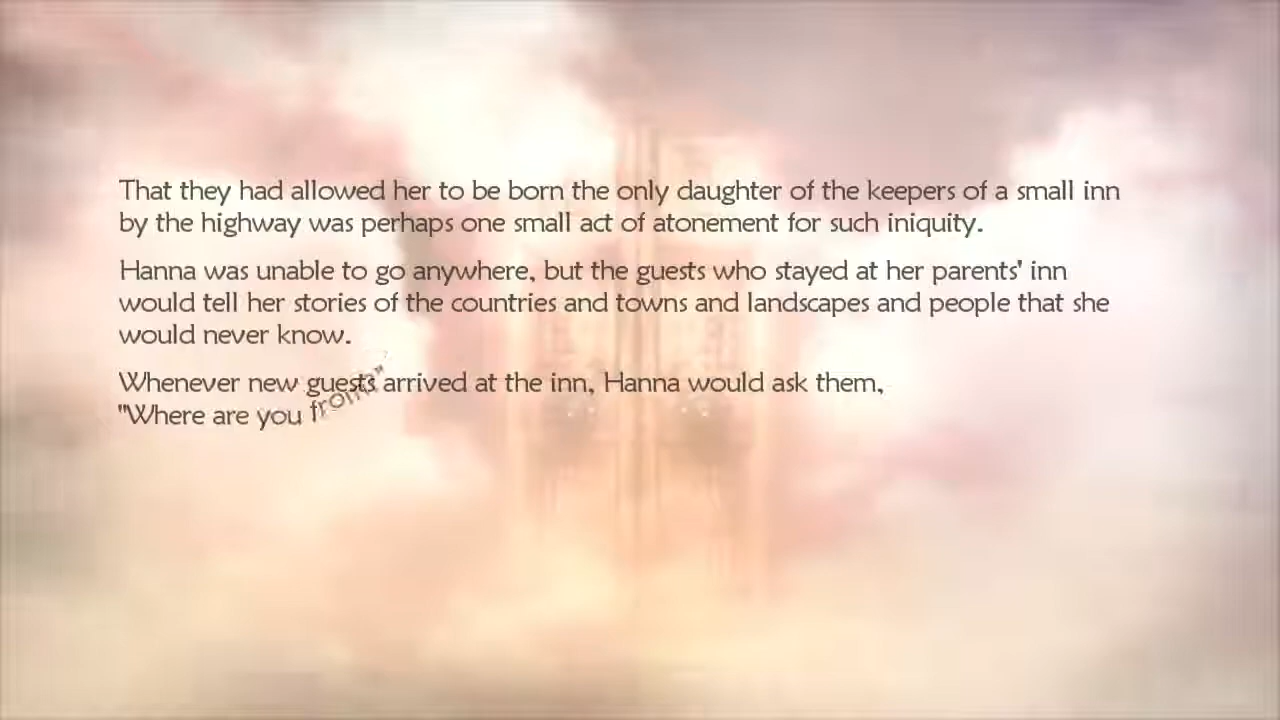 That they had allowed her to be born the only daughter of the keepers of a small inn
by the highway was perhaps one small act of atonement for such iniquity.
Hanna was unable to go anywhere, but the guests who stayed at her parents' inn
would tell her stories of the countries and towns and landscapes and people that she
would never know.
Whenever new guests arrived at the inn, Hanna would ask them,
"Where are you from?"